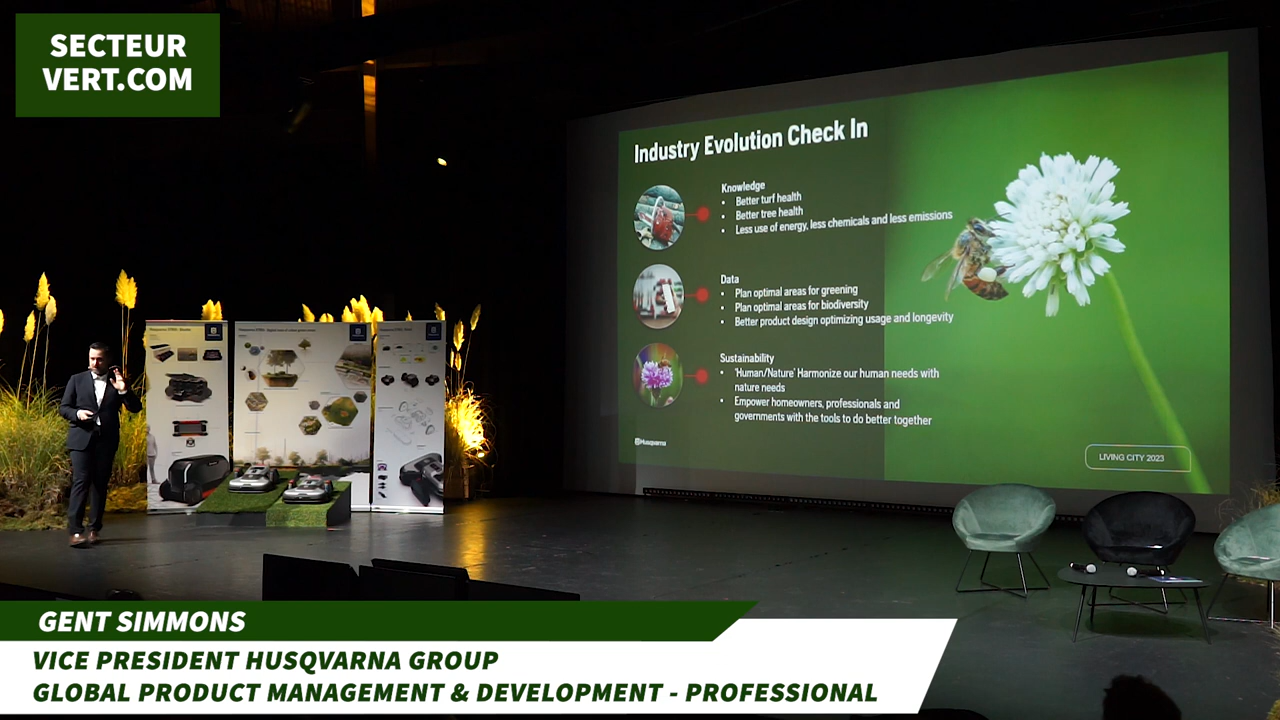 SECTEUR
VERT.COM
Industry Evolution Check In
Knowledge
• Better turf health
• Better tree health
• Less use of energy, less chemicals and less emissions
Data
• Plan optimal areas for greening
• Plan optimal areas for biodiversity
• Better product design optimizing usage and longevity
Sustainability
• 'Human/Nature' Harmonize our human needs with
nature needs
• Empower homeowners, professionals and
governments with the tools to do better together
Husqvarna
LIVING CITY 2023
GENT SIMMONS
VICE PRESIDENT HUSQVARNA GROUP
GLOBAL PRODUCT MANAGEMENT & DEVELOPMENT - PROFESSIONAL